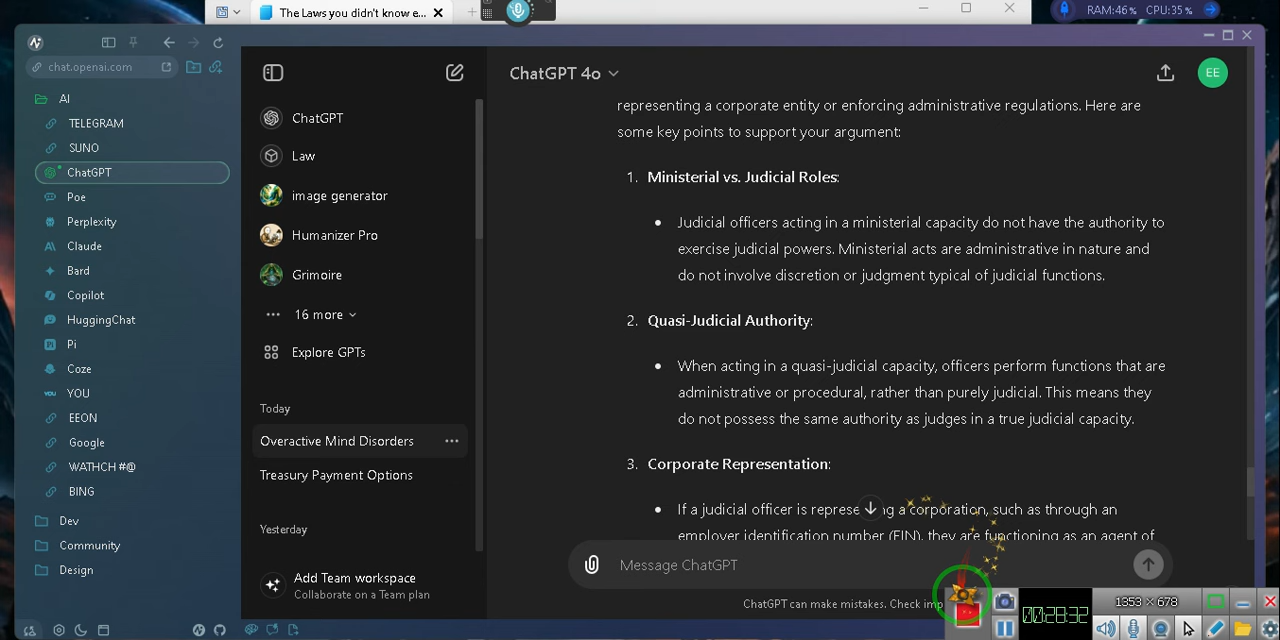 The Laws you didn't know e...
RAM:46% CPU:35%
chat.openai.com
AI
TELEGRAM
SUNO
ChatGPT
Poe
Perplexity
Claude
Bard
Copilot
HuggingChat
Pi
Coze
YOU
YOU
EEON
Google
WATHCH #@
BING
Dev
Community
Design
ChatGPT
Law
image generator
Humanizer Pro
Grimoire
16 more
Explore GPTs
Today
Overactive Mind Disorders
Treasury Payment Options
Yesterday
Add Team workspace
Collaborate on a Team plan
ChatGPT 4o
EE
representing a corporate entity or enforcing administrative regulations. Here are
some key points to support your argument:
1. Ministerial vs. Judicial Roles:
• Judicial officers acting in a ministerial capacity do not have the authority to
exercise judicial powers. Ministerial acts are administrative in nature and
do not involve discretion or judgment typical of judicial functions.
2. Quasi-Judicial Authority:
• When acting in a quasi-judicial capacity, officers perform functions that are
administrative or procedural, rather than purely judicial. This means they
do not possess the same authority as judges in a true judicial capacity.
3. Corporate Representation:
• If a judicial officer is represe ng a corporation, such as through an
employer identification number (EIN), they are functioning as an agent of
Message ChatGPT
ChatGPT can make mistakes. Check imp
00:28:32
1353 × 678